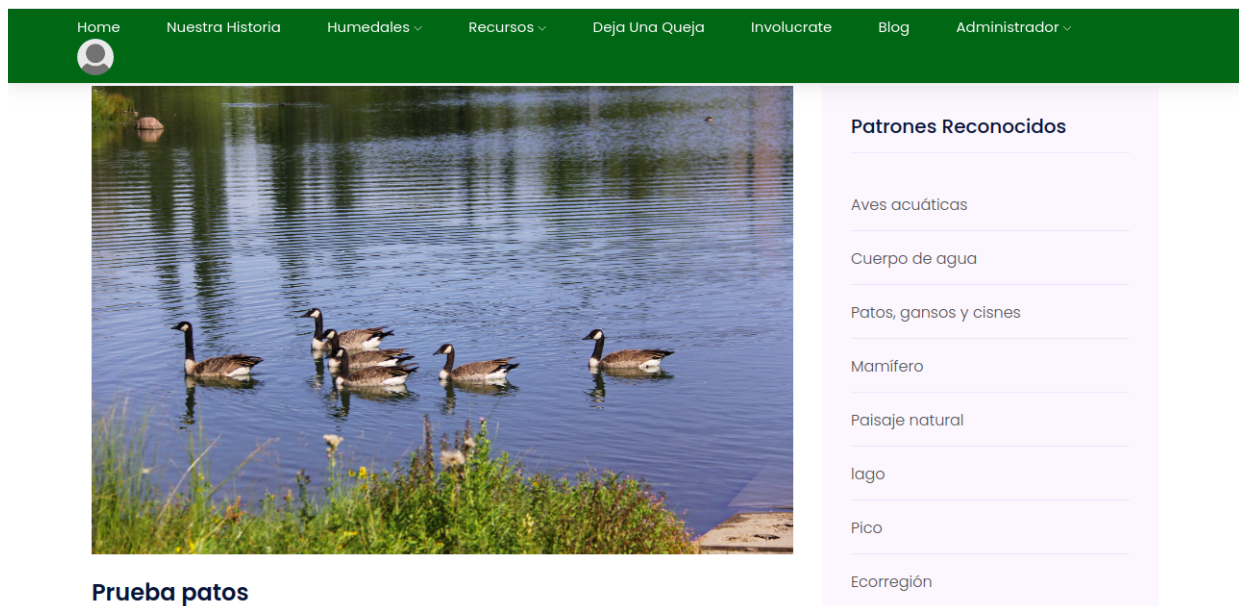 Home Nuestra Historia Humedales Recursos Deja Una Queja Involucrate Blog Administrador
Prueba patos
Patrones Reconocidos
Aves acuáticas
Cuerpo de agua
Patos, gansos y cisnes
Mamífero
Paisaje natural
lago
Pico
Ecorregión